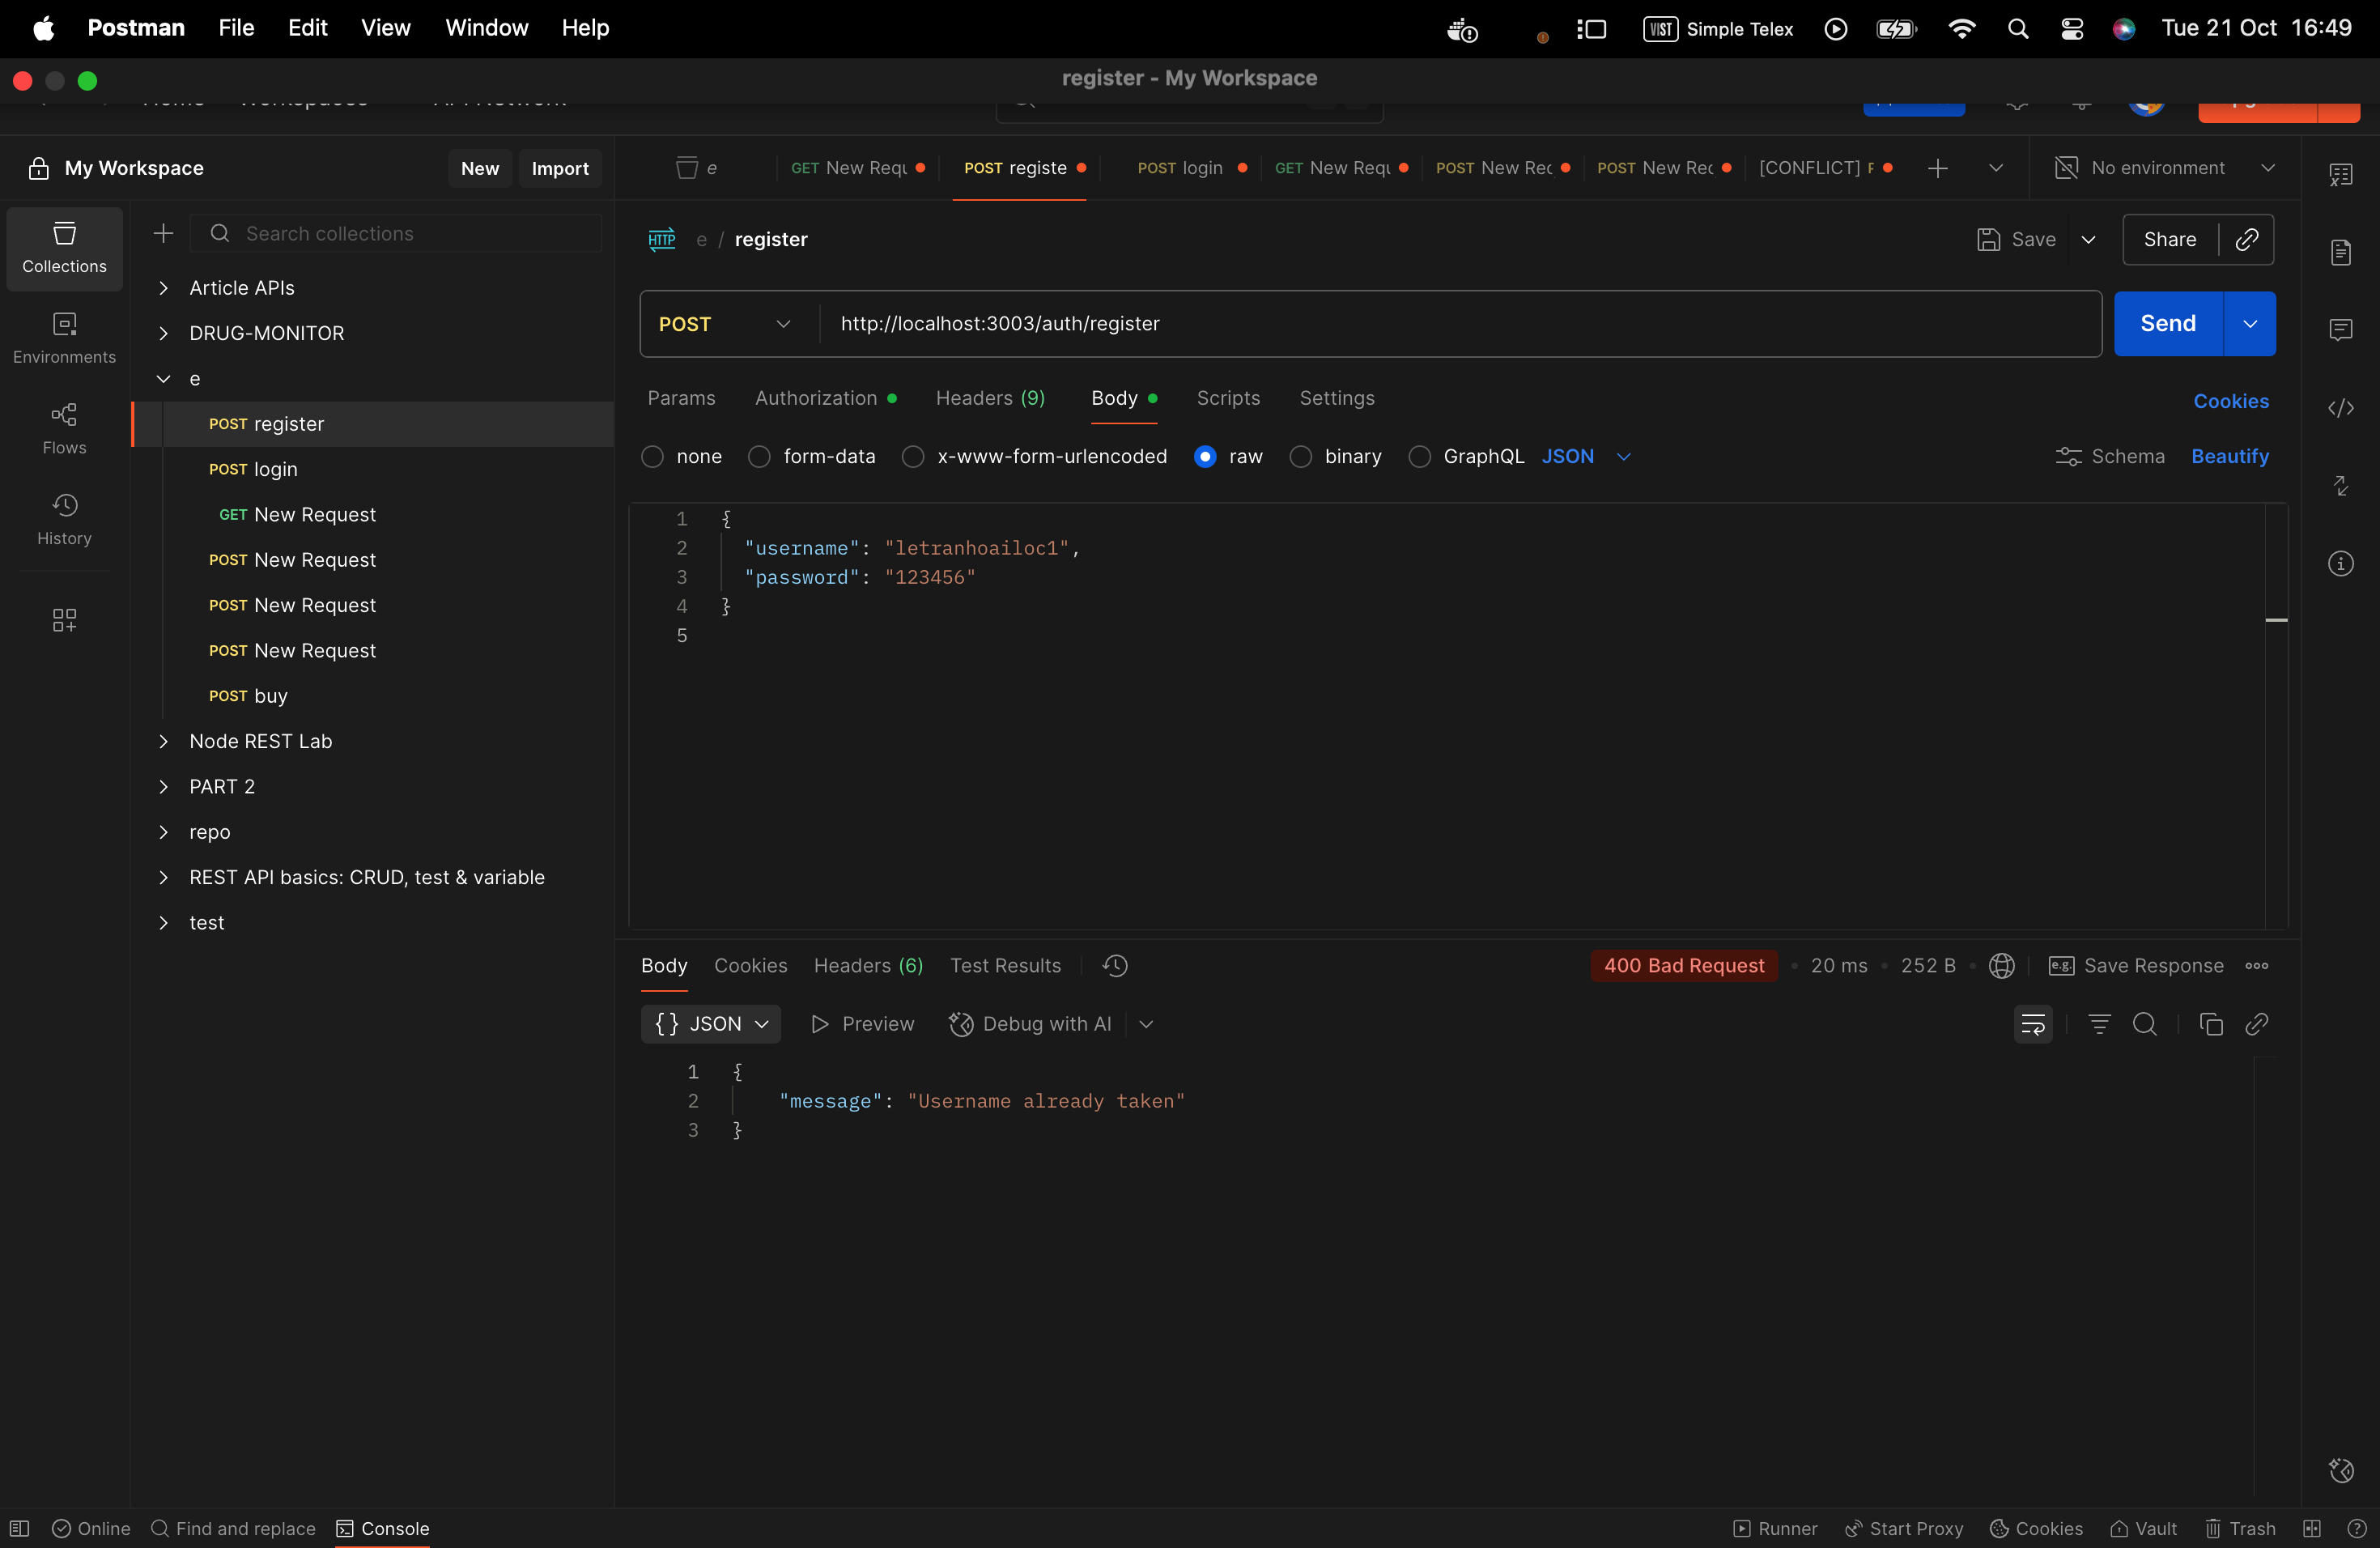 Postman File Edit View Window Help VIST Simple Telex Tue 21 Oct 16:49
register - My Workspace
My Workspace New Import
e GET New Requ POST registe POST login GET New Requ POST New Rec POST New Rec [CONFLICT] No environment
Collections
Environments
Flows
History
Search collections
Article APIs
DRUG-MONITOR
e
POST register
POST login
GET New Request
POST New Request
POST New Request
POST New Request
POST buy
Node REST Lab
PART 2
repo
REST API basics: CRUD, test & variable
test
HTTP e / register Save Share
POST http://localhost:3003/auth/register Send
Params Authorization Headers (9) Body Scripts Settings Cookies
none form-data x-www-form-urlencoded raw binary GraphQL JSON Schema Beautify
1 {
2 "username": "letranhoailoc1",
3 "password": "123456"
4 }
5
Body Cookies Headers (6) Test Results 400 Bad Request 20 ms 252 B e.g. Save Response
{} JSON Preview Debug with AI
1 {
2 "message": "Username already taken"
3 }
Online Find and replace Console Runner Start Proxy Cookies Vault Trash